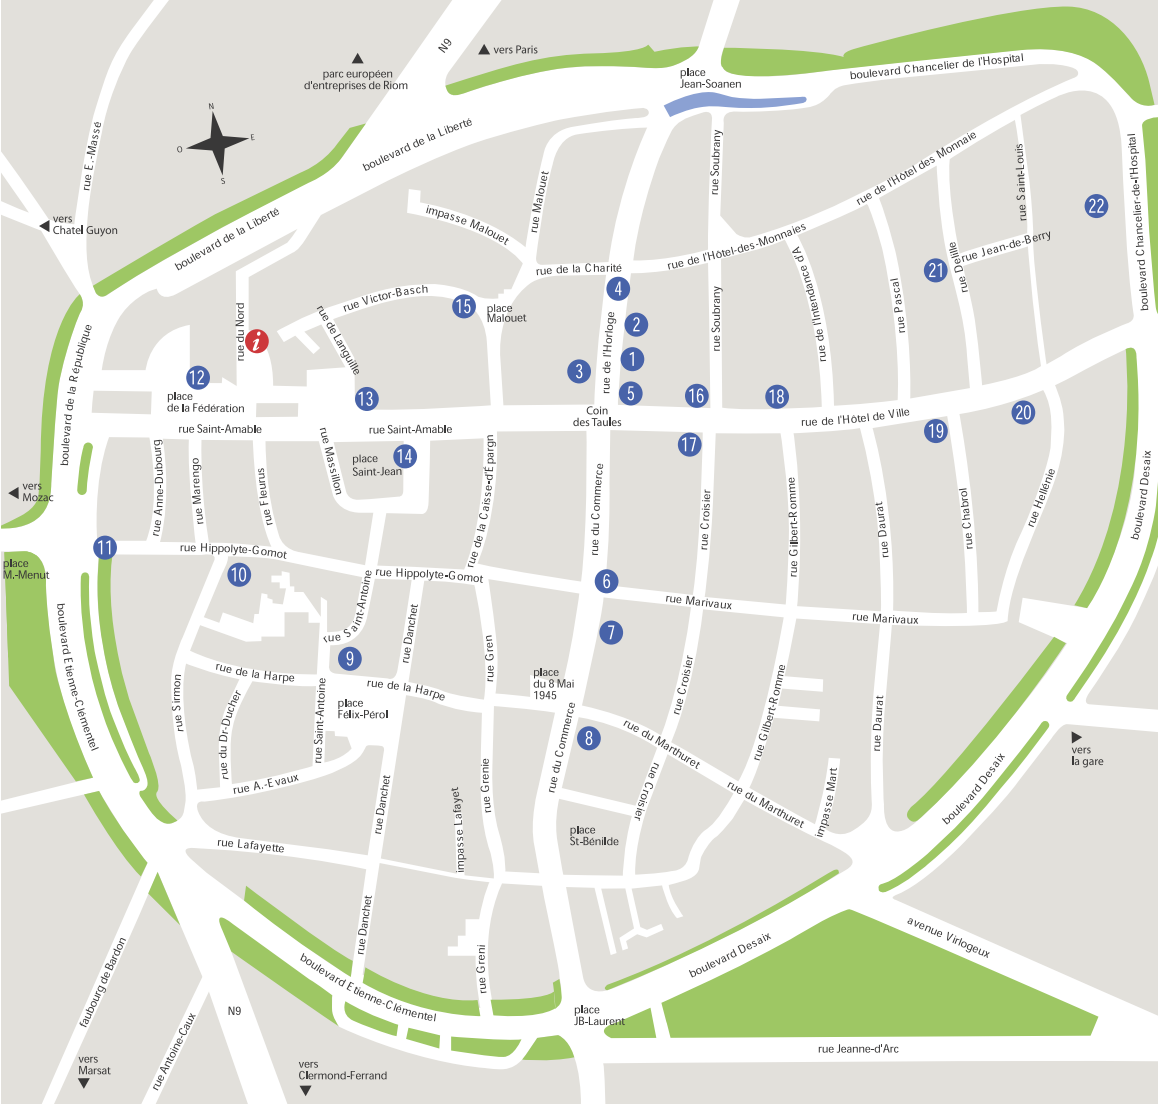 N9
vers Paris
parc européen
d'entreprises de Riom
place
Jean-Soanen
boulevard Chancelier de l'Hospital
N
O
E
S
rue E.-Massé
boulevard de la Liberté
rue Soubrany
rue de l'Hôtel des Monnaie
rue Saint-Louis
boulevard Chancelier-de-l'Hospital
vers
Chatel Guyon
boulevard de la Liberté
impasse Malouet
rue Malouet
22
rue de la Charité
rue de l'Hôtel-des-Monnaies
rue Jean-de-Berry
21
rue Delille
rue Pascal
rue de l'Intendance d'A
rue Soubrany
4
rue Victor-Basch
15
place
Malouet
2
rue de l'Horloge
1
3
5
rue de Languille
rue du Nord
i
boulevard de la République
12
place
de la Fédération
13
16
18
20
Coin
des Taules
rue de l'Hôtel de Ville
19
rue Saint-Amable
rue Saint-Amable
17
place
Saint-Jean
14
rue Massillon
rue Anne-Dubourg
rue Marengo
rue Fleurus
rue de la Caisse-d'Épargn
rue du Commerce
rue Croisier
rue Gilbert-Romme
rue Daurat
rue Chabrol
rue Hellénie
boulevard Desaix
vers
Mozac
11
place
M.-Menut
rue Hippolyte-Gomot
10
rue Hippolyte-Gomot
6
rue Marivaux
rue Marivaux
boulevard Etienne-Clémentel
rue Saint-Antoine
rue Danchet
rue Gren
7
9
rue de la Harpe
rue de la Harpe
place
du 8 Mai
1945
rue Sirmon
rue du Dr-Ducher
rue Saint-Antoine
place
Félix-Pérol
8
rue du Commerce
rue du Marthuret
rue Croisier
rue Gilbert-Romme
rue Daurat
vers
la gare
rue A.-Evaux
rue Danchet
rue Grenie
impasse Lafayet
rue Croisier
rue du Marthuret
impasse Mart
boulevard Desaix
place
St-Bénilde
rue Lafayette
rue Danchet
rue Greni
faubourg de Bardon
rue Antoine-Caux
N9
boulevard Etienne-Clémentel
boulevard Desaix
avenue Virlogeux
place
JB-Laurent
rue Jeanne-d'Arc
vers
Marsat
vers
Clermond-Ferrand